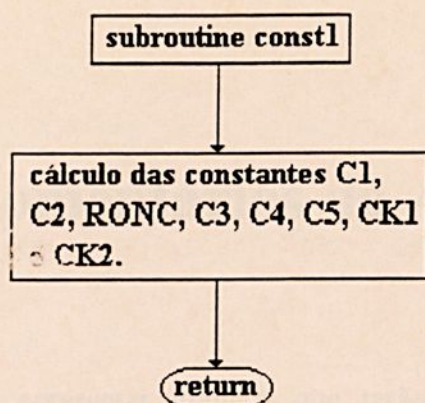 subroutine const1
cálculo das constantes C1,
C2, RONC, C3, C4, C5, CK1
e CK2.
return